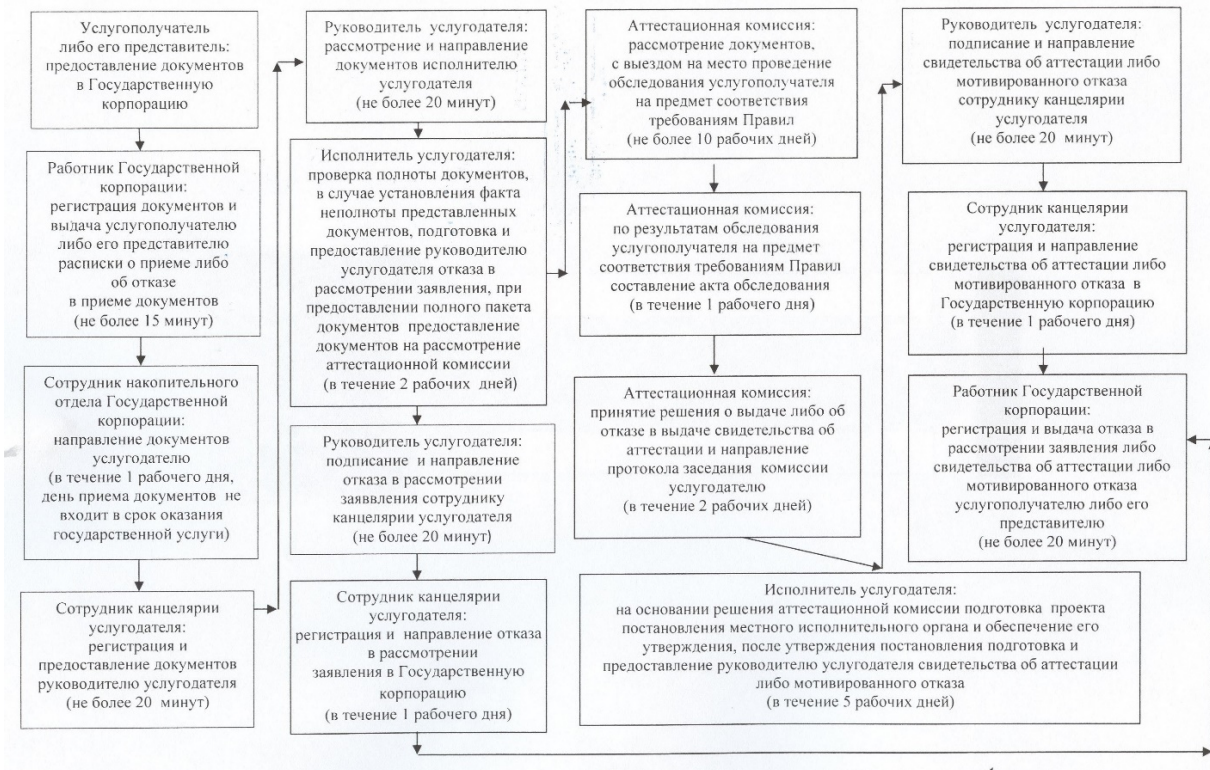 Услугополучатель
либо его представитель:
предоставление документов
в Государственную
корпорацию
Работник Государственной
корпорации:
регистрация документов и
выдача услугополучателю
либо его представителю
расписки о приеме либо
об отказе
в приеме документов
(не более 15 минут)
Сотрудник накопительного
отдела Государственной
корпорации:
направление документов
услугодателю
(в течение 1 рабочего дня,
день приема документов не
входит в срок оказания
государственной услуги)
Сотрудник канцелярии
услугодателя:
регистрация и
предоставление документов
руководителю услугодателя
(не более 20 минут)
Руководитель услугодателя:
рассмотрение и направление
документов исполнителю
услугодателя
(не более 20 минут)
Исполнитель услугодателя:
проверка полноты документов,
в случае установления факта
неполноты представленных
документов, подготовка и
предоставление руководителю
услугодателя отказа в
рассмотрении заявления, при
предоставлении полного пакета
документов предоставление
документов на рассмотрение
аттестационной комиссии
(в течение 2 рабочих дней)
Руководитель услугодателя:
подписание и направление
отказа в рассмотрении
заяввления сотруднику
канцелярии услугодателя
(не более 20 минут)
Сотрудник канцелярии
услугодателя:
регистрация и направление отказа
в рассмотрении
заявления в Государственную
корпорацию
(в течение 1 рабочего дня)
Аттестационная комиссия:
рассмотрение документов,
с выездом на место проведение
обследования услугополучателя
на предмет соответствия
требованиям Правил
(не более 10 рабочих дней)
Аттестационная комиссия:
по результатам обследования
услугополучателя на предмет
соответствия требованиям Правил
составление акта обследования
(в течение 1 рабочего дня)
Аттестационная комиссия:
принятие решения о выдаче либо об
отказе в выдаче свидетельства об
аттестации и направление
протокола заседания комиссии
услугодателю
(в течение 2 рабочих дней)
Исполнитель услугодателя:
на основании решения аттестационной комиссии подготовка проекта
постановления местного исполнительного органа и обеспечение его
утверждения, после утверждения постановления подготовка и
предоставление руководителю услугодателя свидетельства об аттестации
либо мотивированного отказа
(в течение 5 рабочих дней)
Руководитель услугодателя:
подписание и направление
свидетельства об аттестации либо
мотивированного отказа
сотруднику канцелярии
услугодателя
(не более 20 минут)
Сотрудник канцелярии
услугодателя:
регистрация и направление
свидетельства об аттестации либо
мотивированного отказа в
Государственную корпорацию
(в течение 1 рабочего дня)
Работник Государственной
корпорации:
регистрация и выдача отказа в
рассмотрении заявления либо
свидетельства об аттестации либо
мотивированного отказа
услугополучателю либо его
представителю
(не более 20 минут)